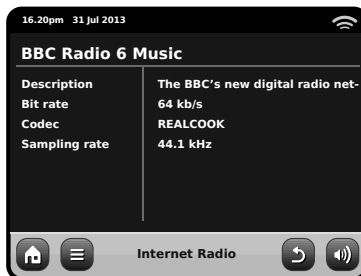 16.20pm 31 Jul 2013
BBC Radio 6 Music
Description The BBC’s new digital radio net-
Bit rate 64 kb/s
Codec REALCOOK
Sampling rate 44.1 kHz
Internet Radio